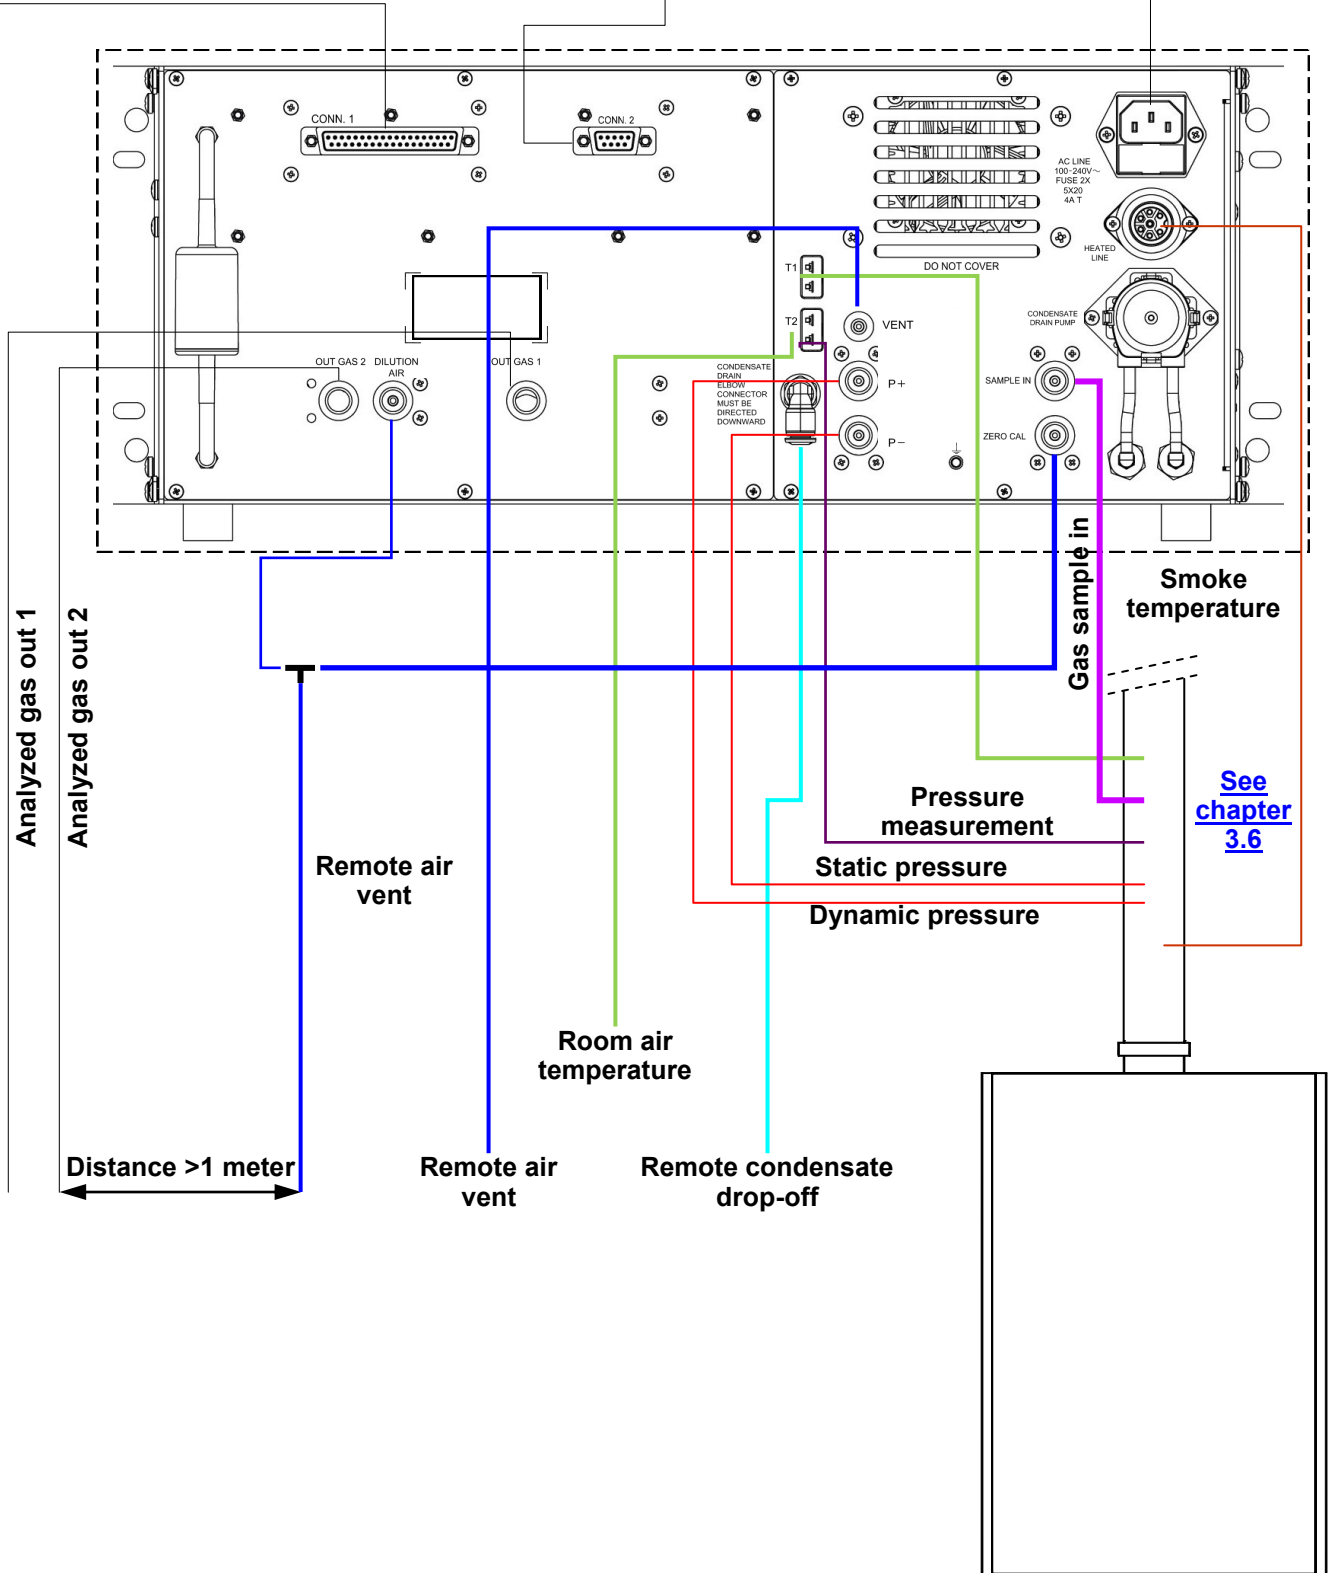 CONN. 1
CONN. 2
AC LINE
100-240V~
FUSE 2X
5X20
4A T
HEATED
LINE
DO NOT COVER
T1
T2
VENT
CONDENSATE
DRAIN PUMP
OUT GAS 2
DILUTION
AIR
OUT GAS 1
CONDENSATE
DRAIN
ELBOW
CONNECTOR
MUST BE
DIRECTED
DOWNWARD
P+
P−
SAMPLE IN
ZERO CAL
Gas sample in
Smoke
temperature
Analyzed gas out 1
Analyzed gas out 2
See
chapter
3.6
Pressure
measurement
Remote air
vent
Static pressure
Dynamic pressure
Room air
temperature
Distance >1 meter
Remote air
vent
Remote condensate
drop-off